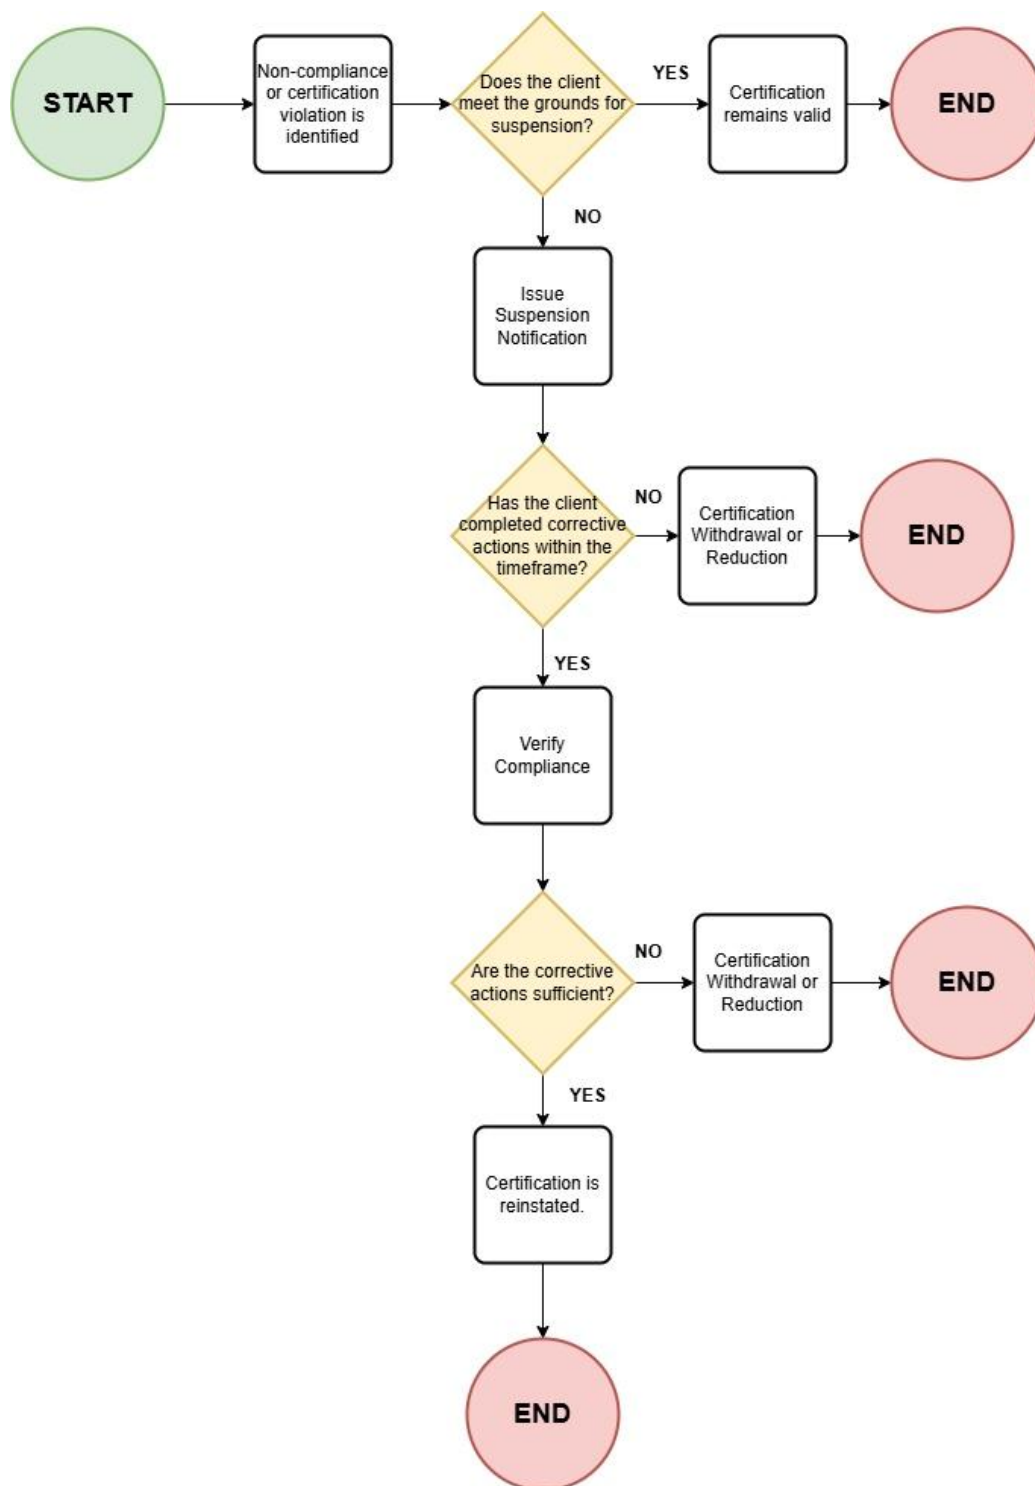 START
Non-compliance
or certification
violation is
identified
Does the client
meet the grounds for
suspension?
YES
Certification
remains valid
END
NO
Issue
Suspension
Notification
Has the client
completed corrective
actions within the
timeframe?
NO
Certification
Withdrawal or
Reduction
END
YES
Verify
Compliance
Are the corrective
actions sufficient?
NO
Certification
Withdrawal or
Reduction
END
YES
Certification is
reinstated.
END